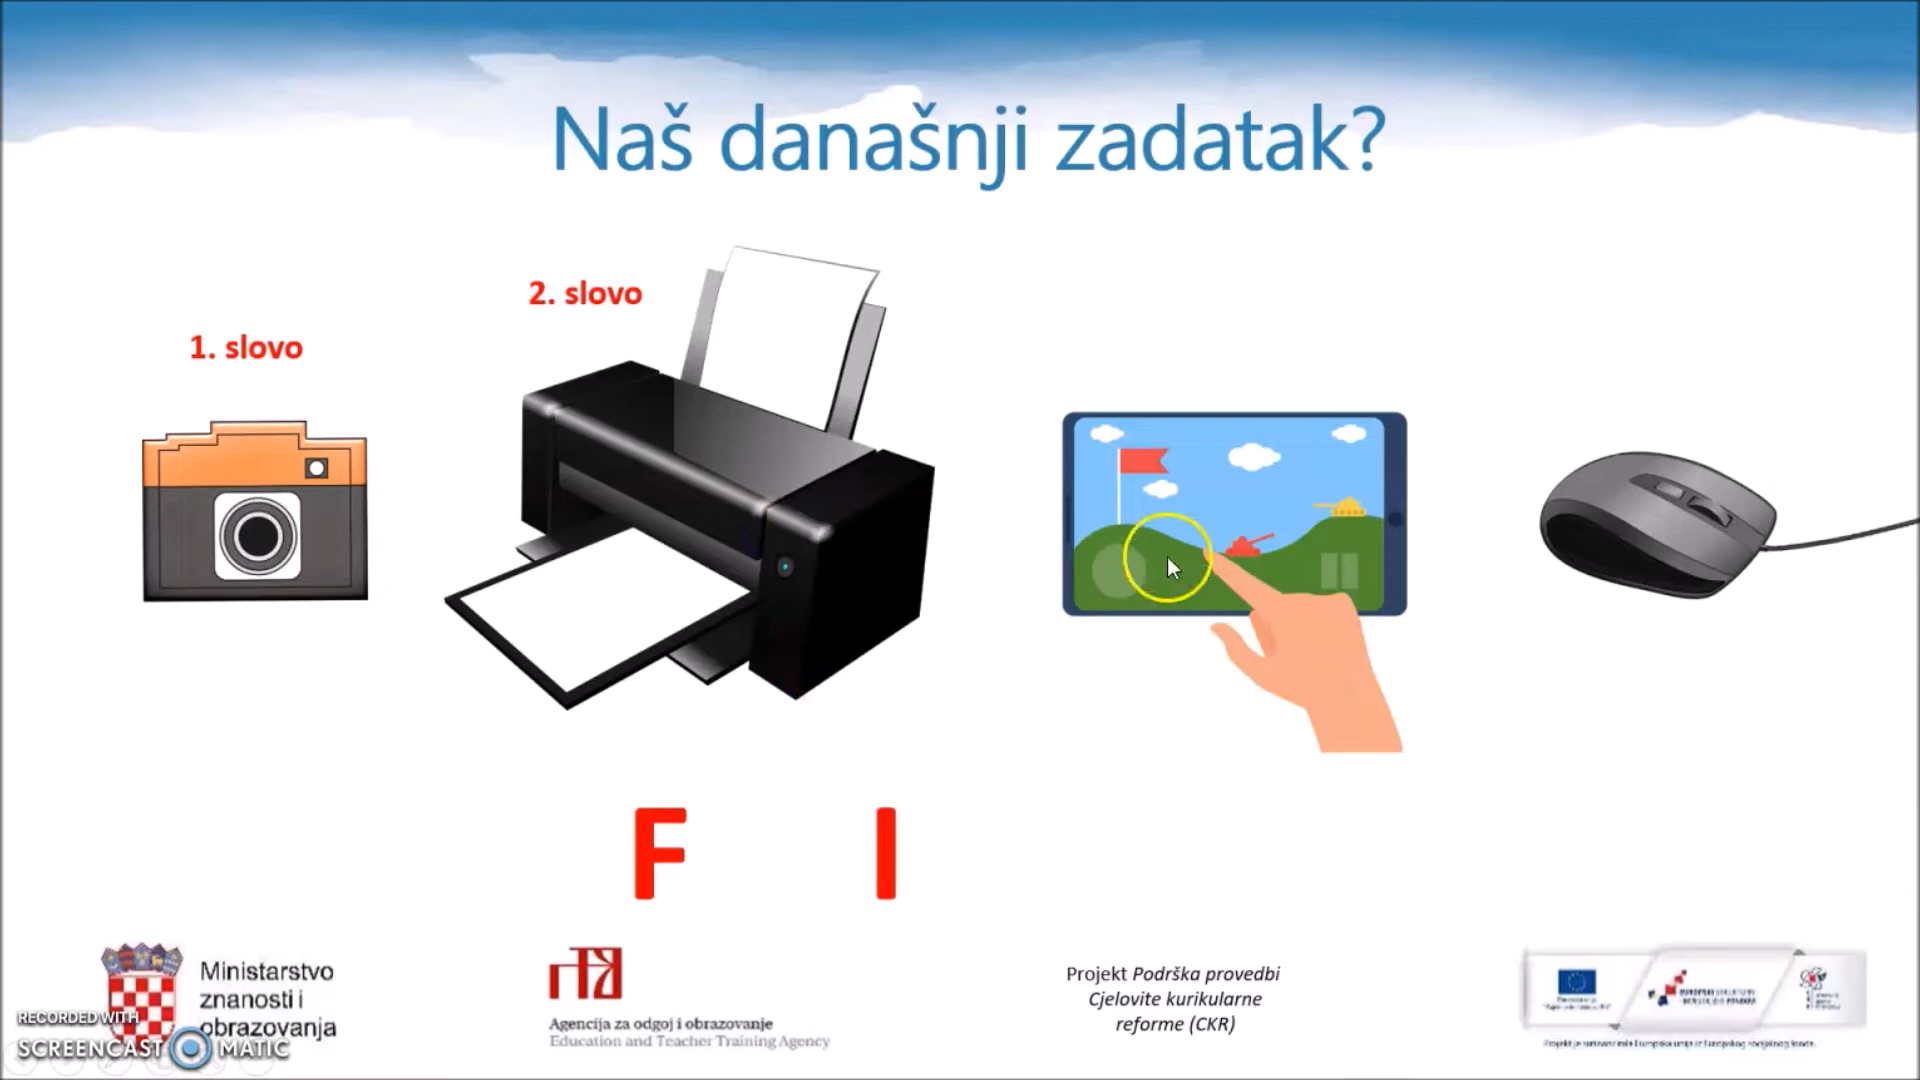 Naš današnji zadatak?
2. slovo
1. slovo
F I
Ministarstvo
znanosti i
obrazovanja
Agencija za odgoj i obrazovanje
Education and Teacher Training Agency
Projekt Podrška provedbi
Cjelovite kurikularne
reforme (CKR)
RECORDED WITH
SCREENCAST MATIC